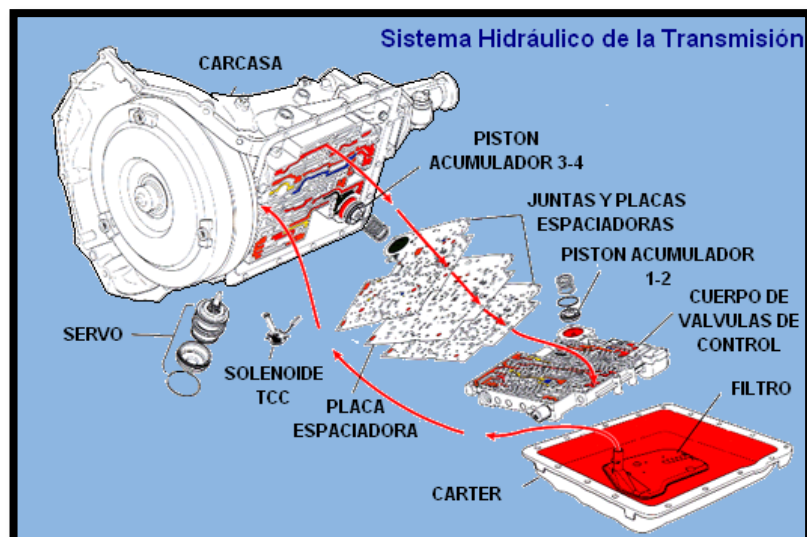 Sistema Hidráulico de la Transmisión
CARCASA
PISTON
ACUMULADOR 3-4
JUNTAS Y PLACAS
ESPACIADORAS
PISTON ACUMULADOR
1-2
CUERPO DE
VALVULAS DE
CONTROL
SERVO
SOLENOIDE
TCC
PLACA
ESPACIADORA
FILTRO
CARTER